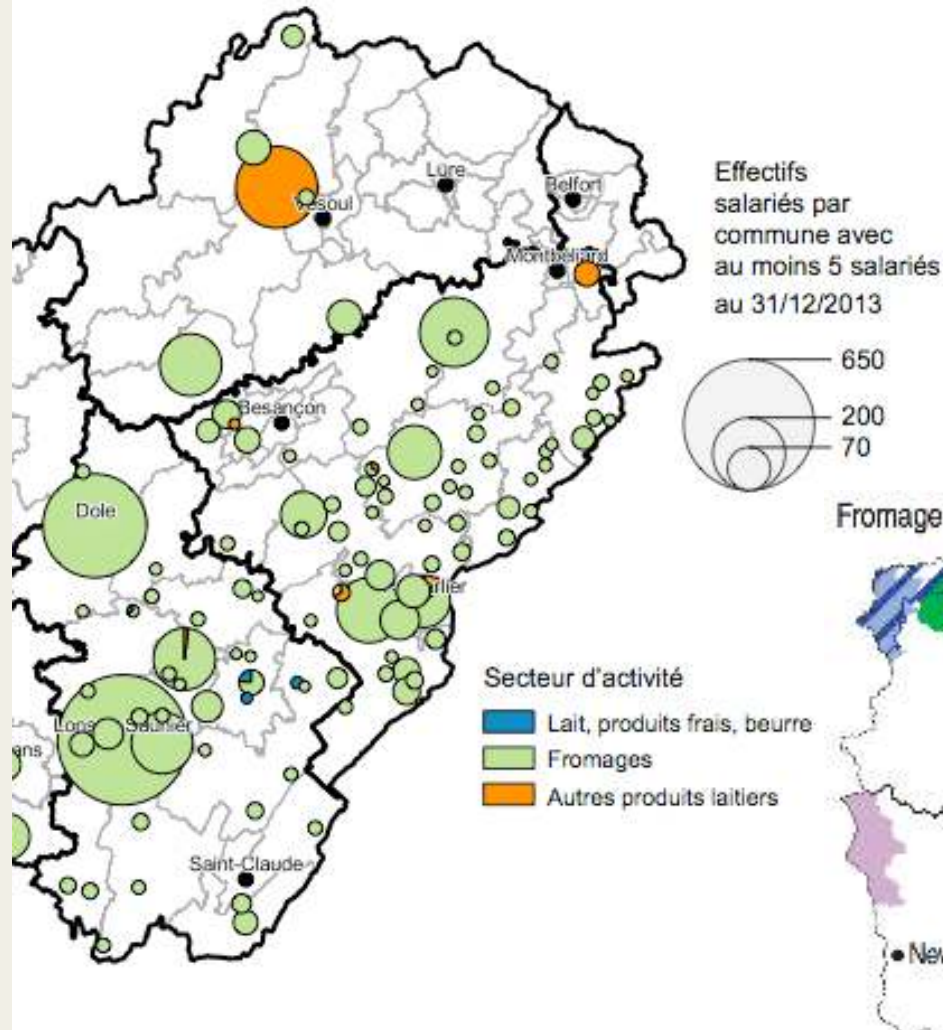 Lure
Belfort
Vesoul
Montbéliard
Effectifs
salariés par
commune avec
au moins 5 salariés
au 31/12/2013
650
200
70
Besançon
Dole
Fromage
Secteur d'activité
Lait, produits frais, beurre
Fromages
Autres produits laitiers
Lons Saunier
Saint-Claude